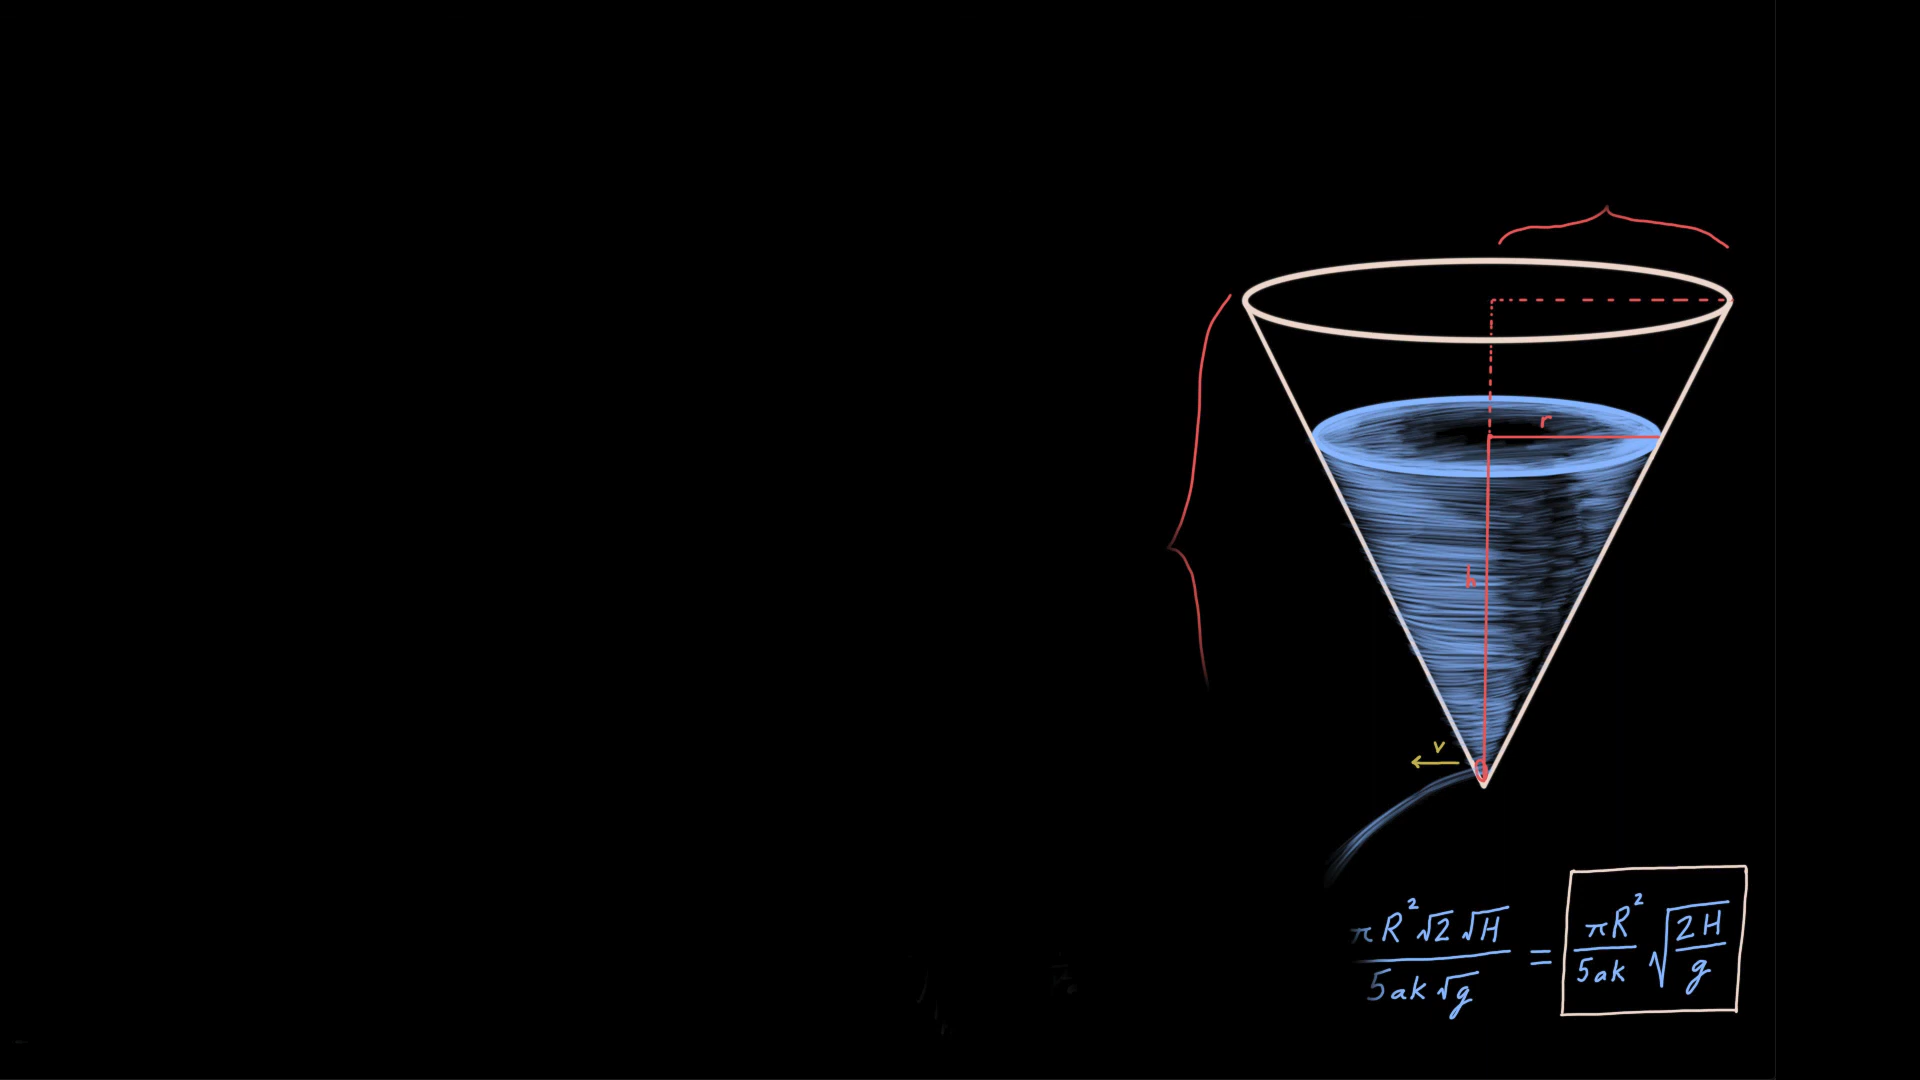 r
h
v
πR²√2√H / 5ak√g = πR² / 5ak √(2H / g)